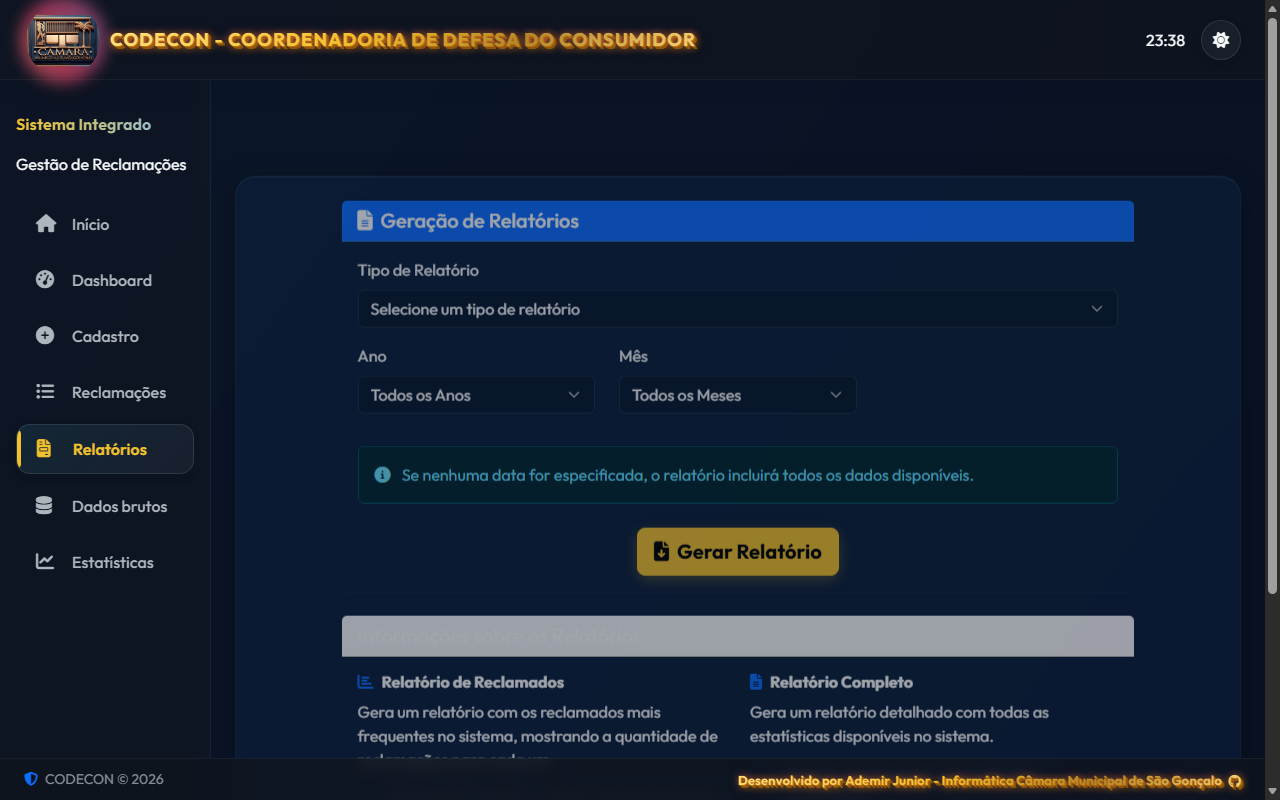 CÂMARA
CODECON - COORDENADORIA DE DEFESA DO CONSUMIDOR
23:38
Sistema Integrado
Gestão de Reclamações
Início
Dashboard
Cadastro
Reclamações
Relatórios
Dados brutos
Estatísticas
Geração de Relatórios
Tipo de Relatório
Selecione um tipo de relatório
Ano
Mês
Todos os Anos
Todos os Meses
Se nenhuma data for especificada, o relatório incluirá todos os dados disponíveis.
Gerar Relatório
Informações sobre os Relatórios
Relatório de Reclamados
Gera um relatório com os reclamados mais
frequentes no sistema, mostrando a quantidade de
Relatório Completo
Gera um relatório detalhado com todas as
estatísticas disponíveis no sistema.
CODECON © 2026
Desenvolvido por Ademir Junior - Informática Câmara Municipal de São Gonçalo